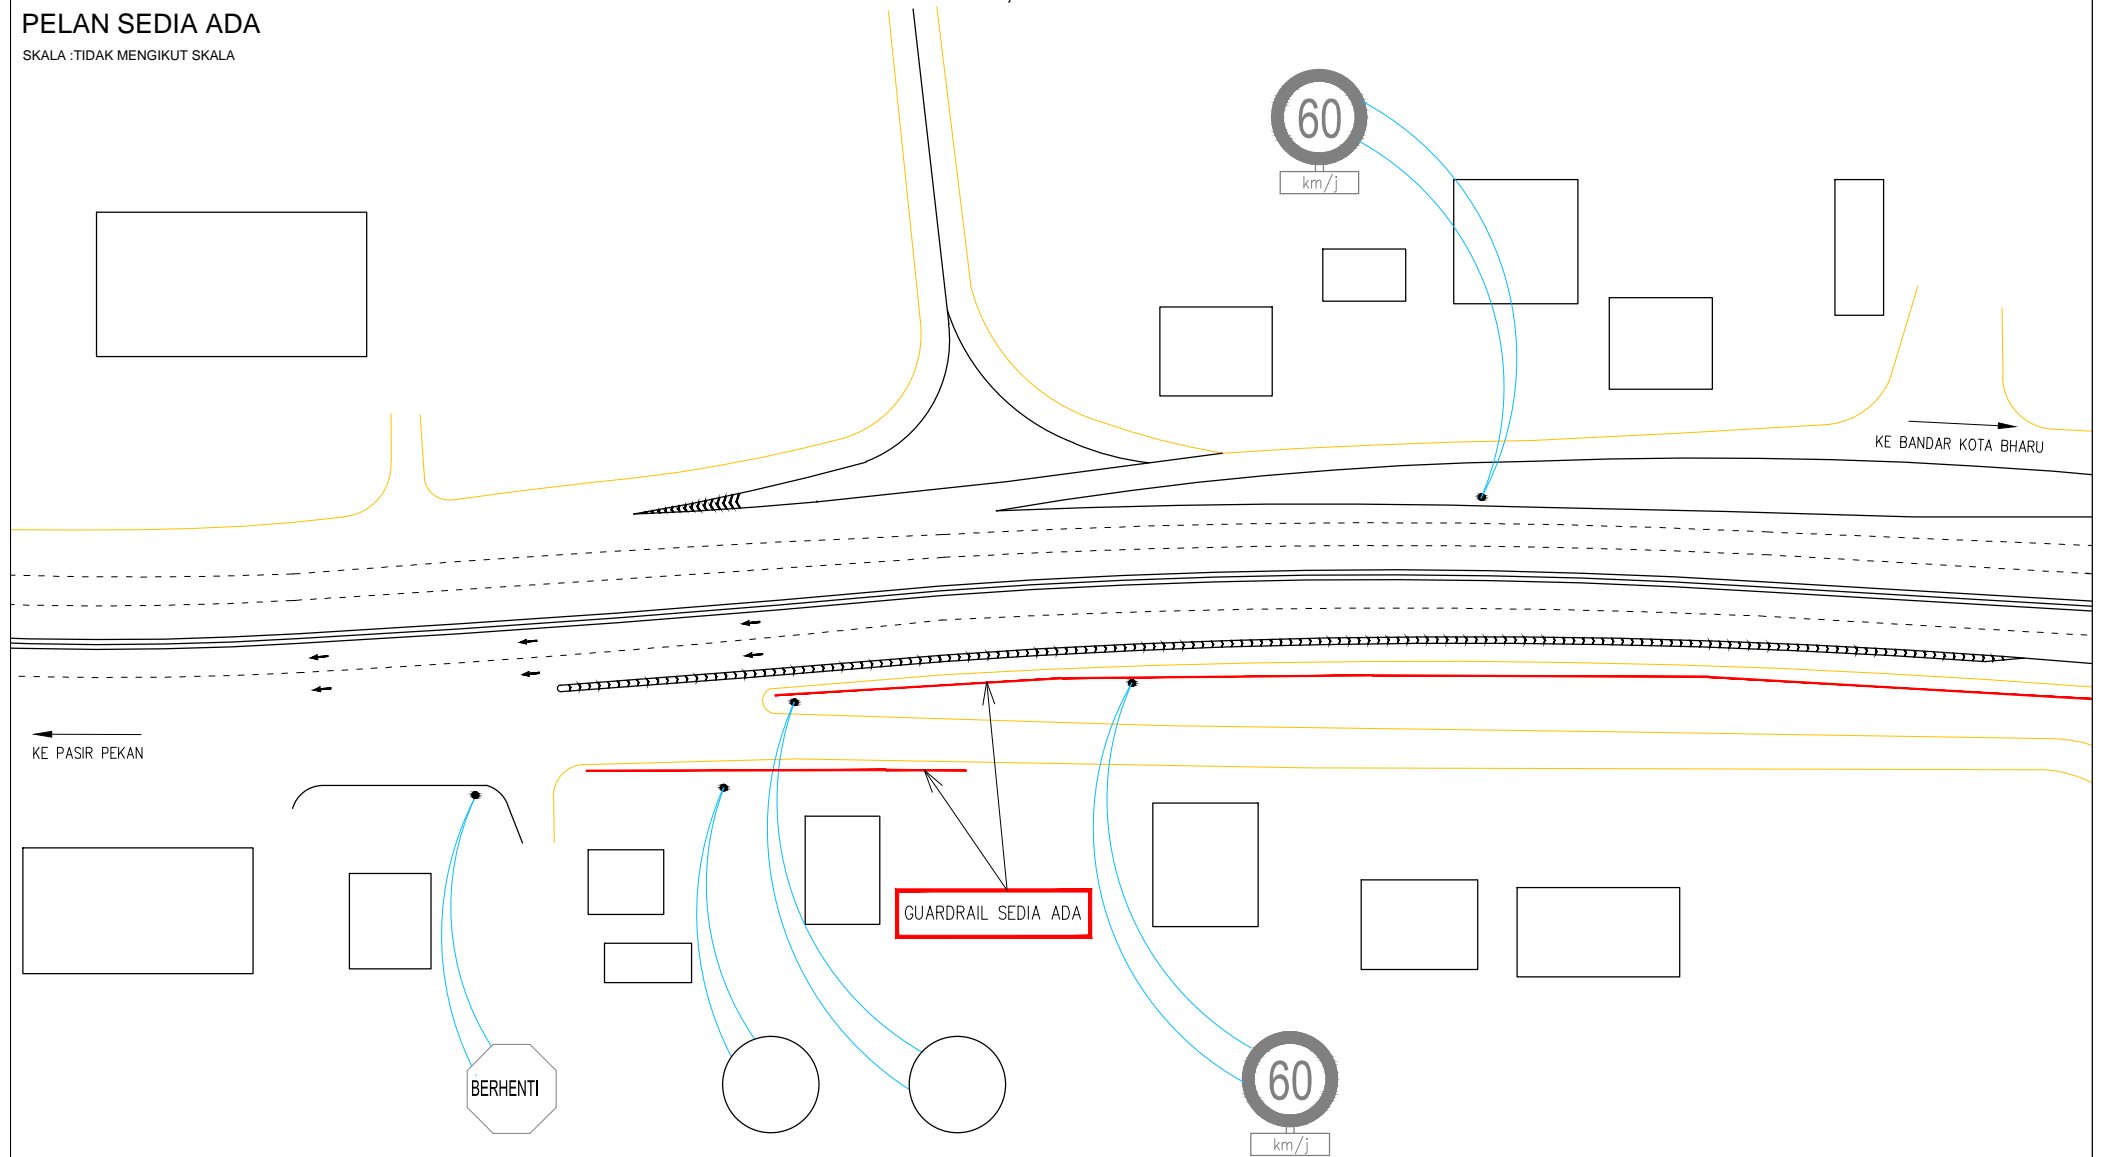 PELAN SEDIA ADA
SKALA :TIDAK MENGIKUT SKALA
60
km/j
KE BANDAR KOTA BHARU
KE PASIR PEKAN
GUARDRAIL SEDIA ADA
BERHENTI
60
km/j